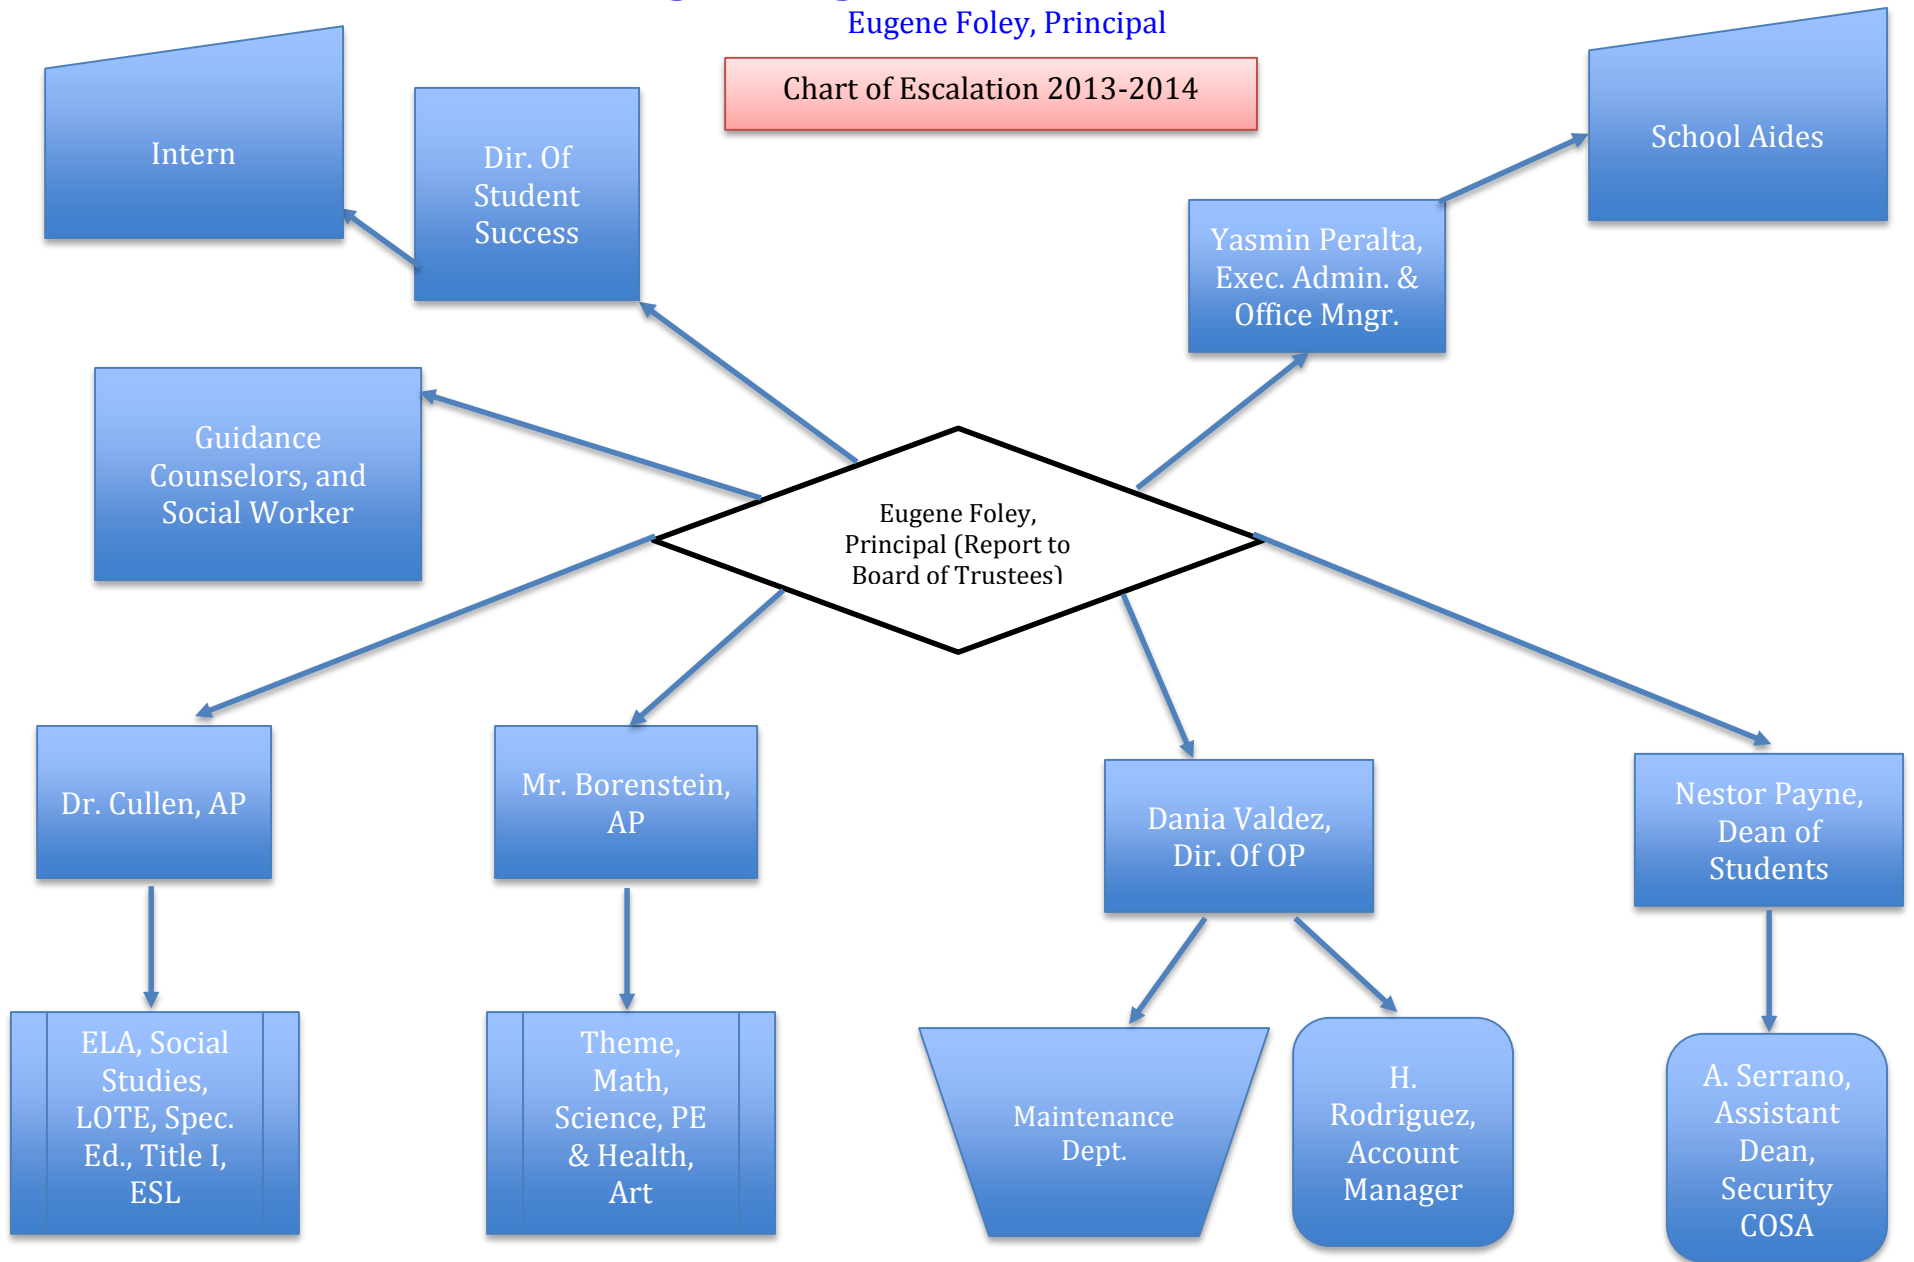 Eugene Foley, Principal
Chart of Escalation 2013-2014
Intern
Dir. Of
Student
Success
School Aides
Yasmin Peralta,
Exec. Admin. &
Office Mngr.
Guidance
Counselors, and
Social Worker
Eugene Foley,
Principal (Report to
Board of Trustees)
Dr. Cullen, AP
Mr. Borenstein,
AP
Dania Valdez,
Dir. Of OP
Nestor Payne,
Dean of
Students
ELA, Social
Studies,
LOTE, Spec.
Ed., Title I,
ESL
Theme,
Math,
Science, PE
& Health,
Art
Maintenance
Dept.
H.
Rodriguez,
Account
Manager
A. Serrano,
Assistant
Dean,
Security
COSA